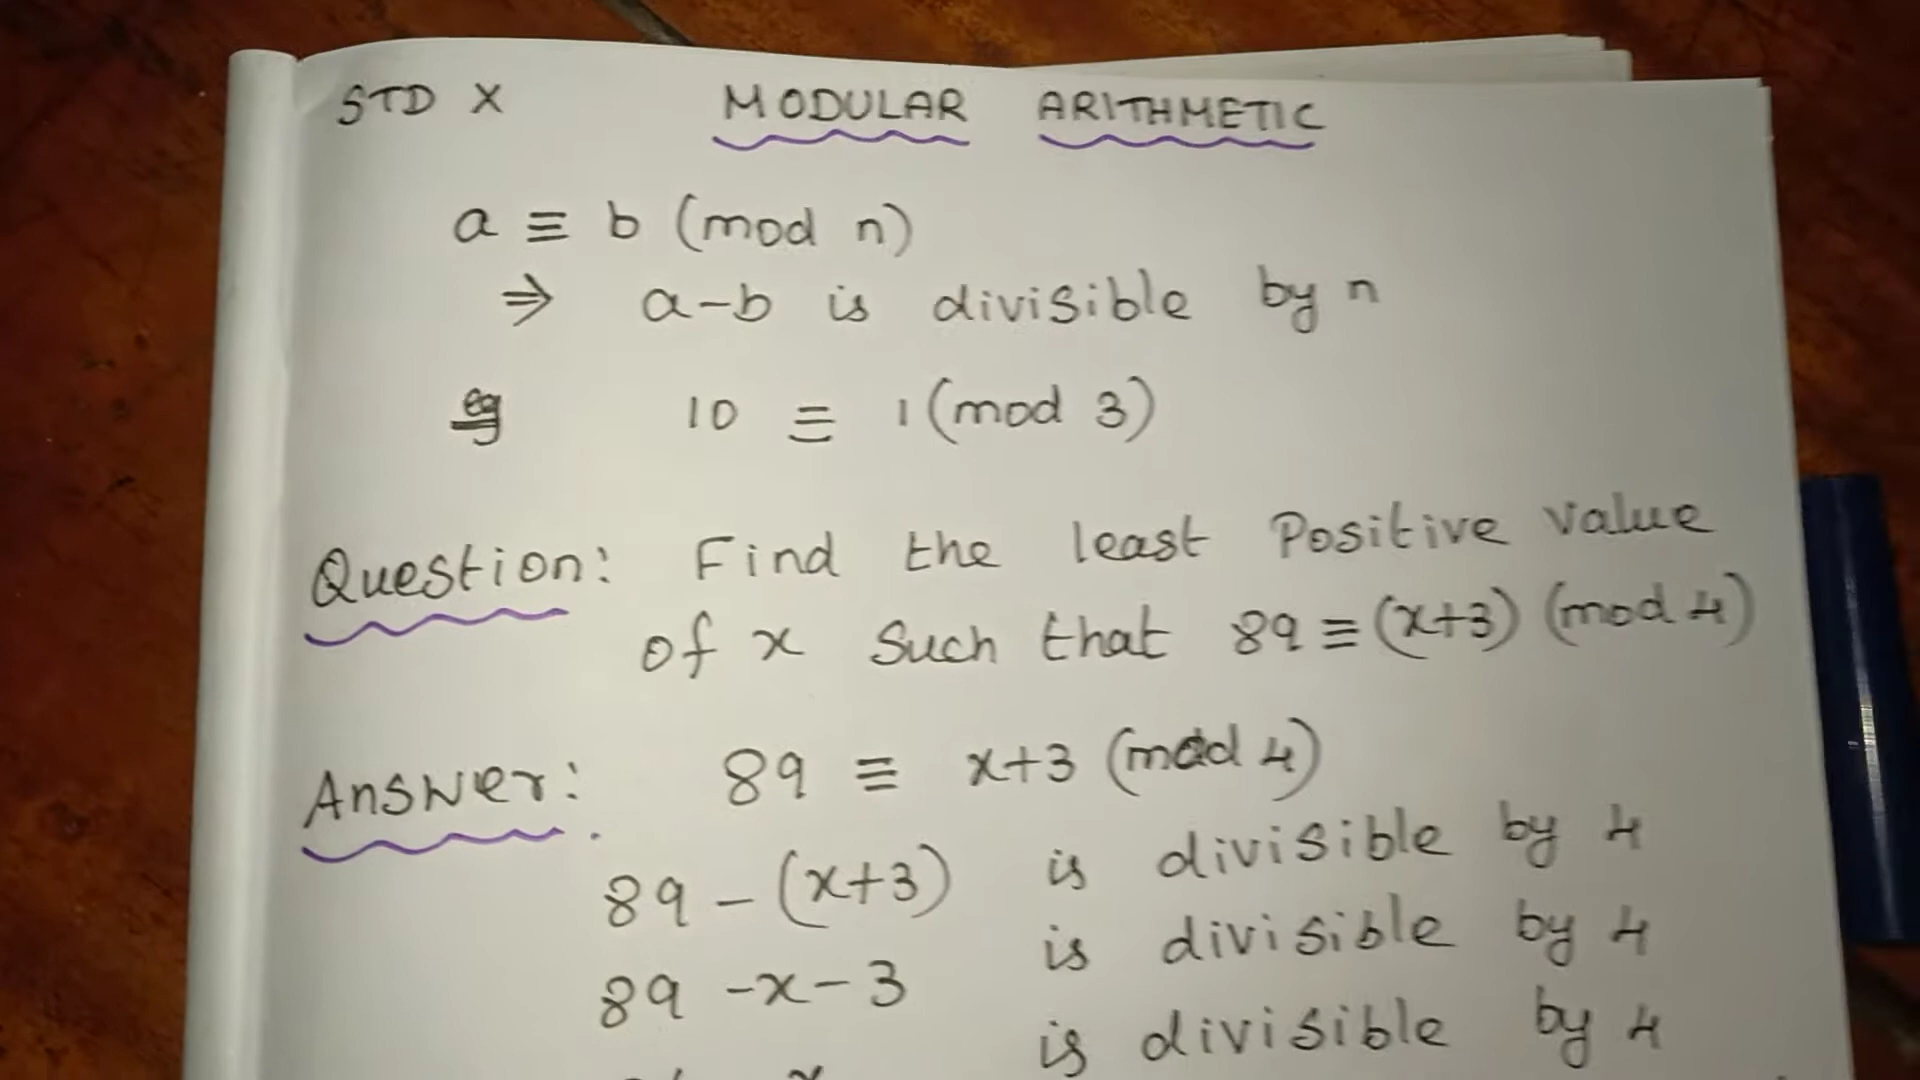 STD X MODULAR ARITHMETIC
a ≡ b (mod n)
⇒ a-b is divisible by n
eg 10 ≡ 1 (mod 3)
Question: Find the least Positive value
of x Such that 89 ≡ (x+3) (mod 4)
Answer: 89 ≡ x+3 (mod 4)
89 - (x+3) is divisible by 4
89 - x - 3 is divisible by 4
is divisible by 4